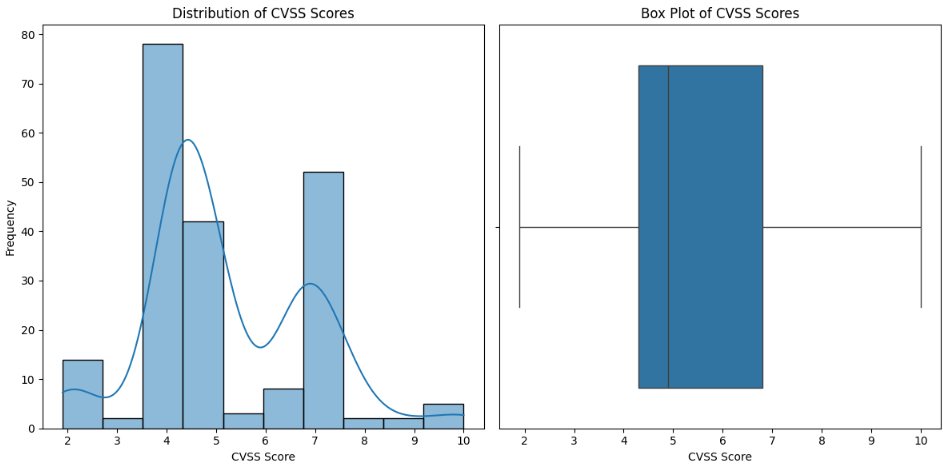 Distribution of CVSS Scores
80
70
60
50
40
30
20
10
0
Frequency
2 3 4 5 6 7 8 9 10
CVSS Score
Box Plot of CVSS Scores
2 3 4 5 6 7 8 9 10
CVSS Score